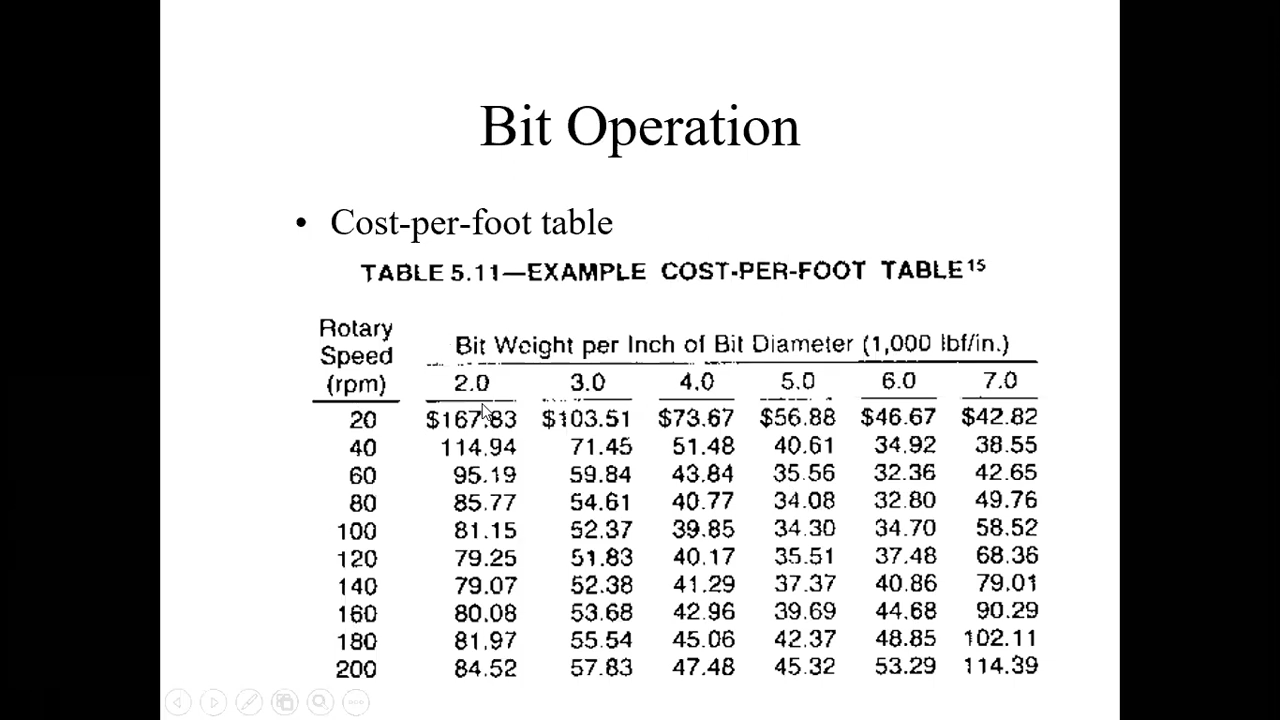 Bit Operation
• Cost-per-foot table
TABLE 5.11—EXAMPLE COST-PER-FOOT TABLE15
Rotary Speed (rpm) Bit Weight per Inch of Bit Diameter (1,000 lbf/in.)
2.0 3.0 4.0 5.0 6.0 7.0
20 $167.83 $103.51 $73.67 $56.88 $46.67 $42.82
40 114.94 71.45 51.48 40.61 34.92 38.55
60 95.19 59.84 43.84 35.56 32.36 42.65
80 85.77 54.61 40.77 34.08 32.80 49.76
100 81.15 52.37 39.85 34.30 34.70 58.52
120 79.25 51.83 40.17 35.51 37.48 68.36
140 79.07 52.38 41.29 37.37 40.86 79.01
160 80.08 53.68 42.96 39.69 44.68 90.29
180 81.97 55.54 45.06 42.37 48.85 102.11
200 84.52 57.83 47.48 45.32 53.29 114.39